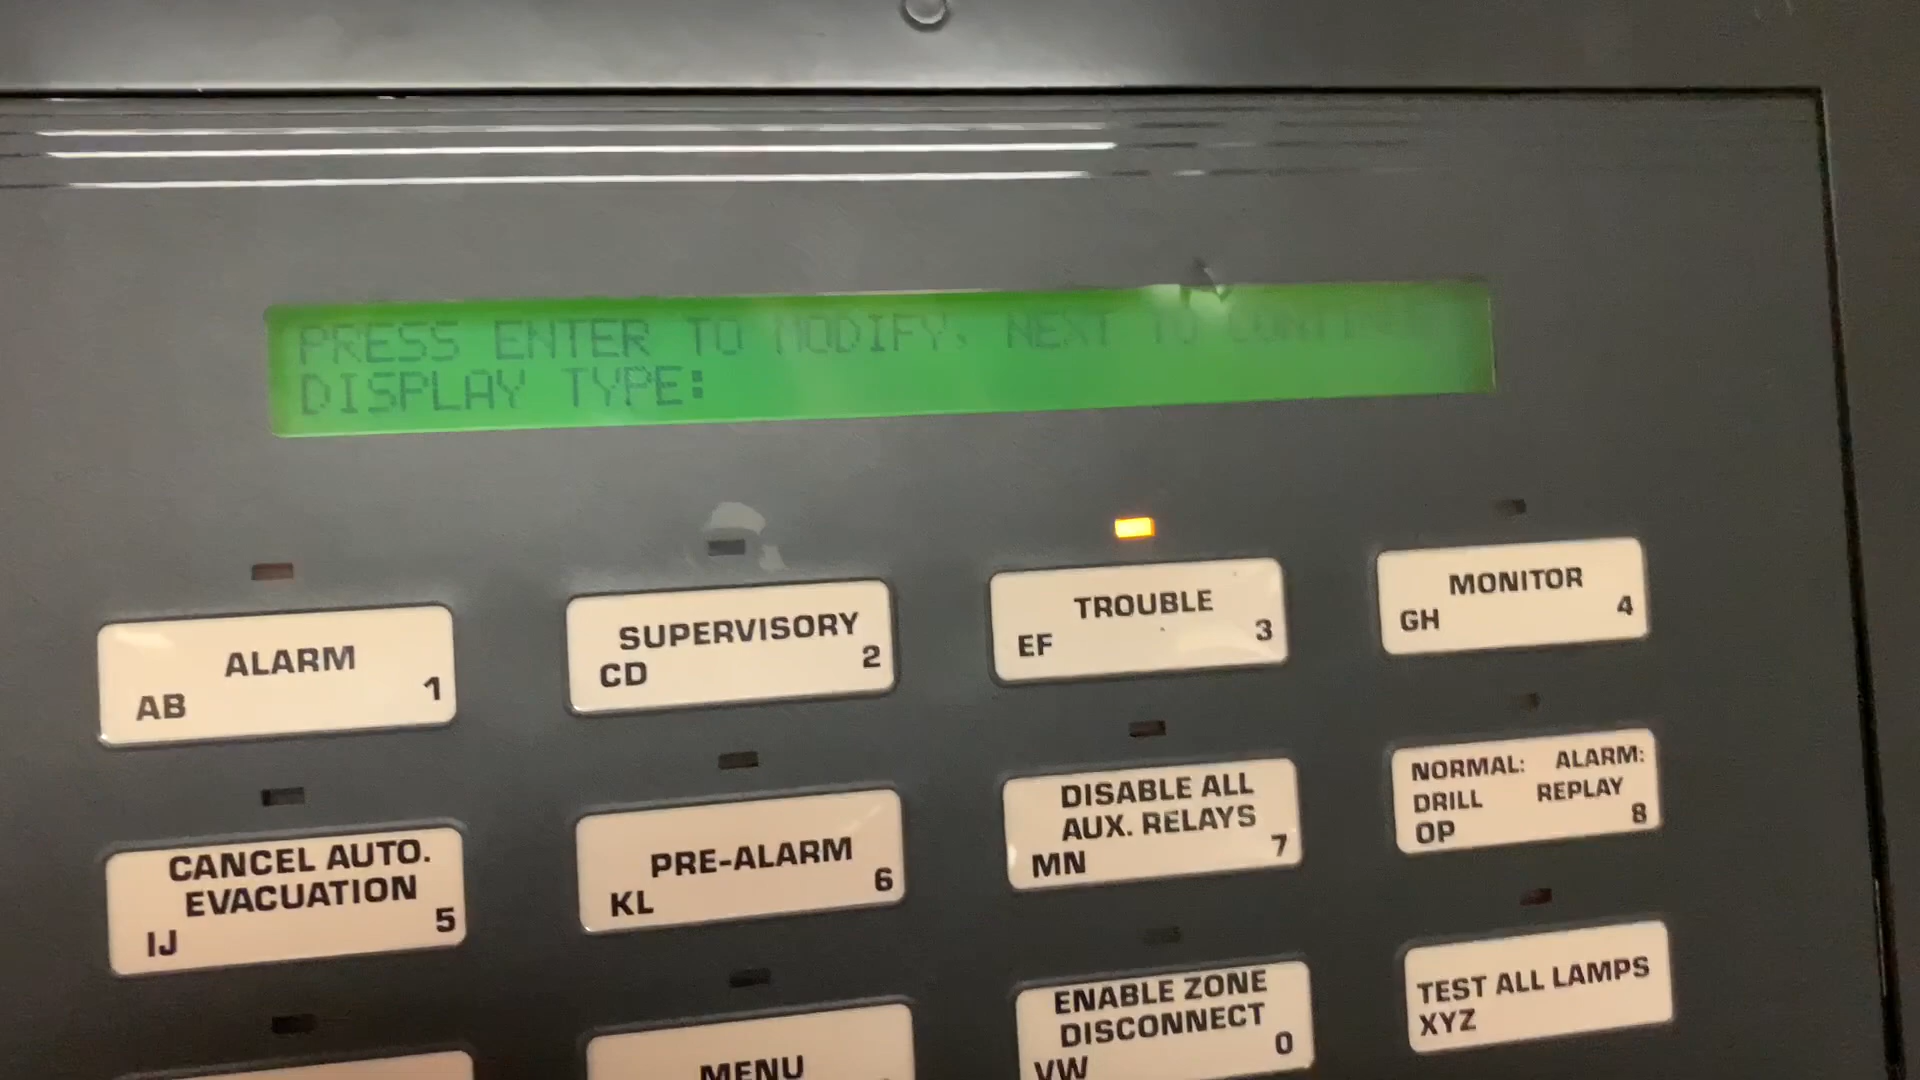 PRESS ENTER TO MODIFY, NEXT TO
DISPLAY TYPE:
ALARM
AB 1
SUPERVISORY
CD 2
TROUBLE
EF 3
MONITOR
GH 4
CANCEL AUTO.
EVACUATION
IJ 5
PRE-ALARM
KL 6
DISABLE ALL
AUX. RELAYS
MN 7
NORMAL: ALARM:
DRILL REPLAY
OP 8
MENU
ENABLE ZONE
DISCONNECT
VW 0
TEST ALL LAMPS
XYZ